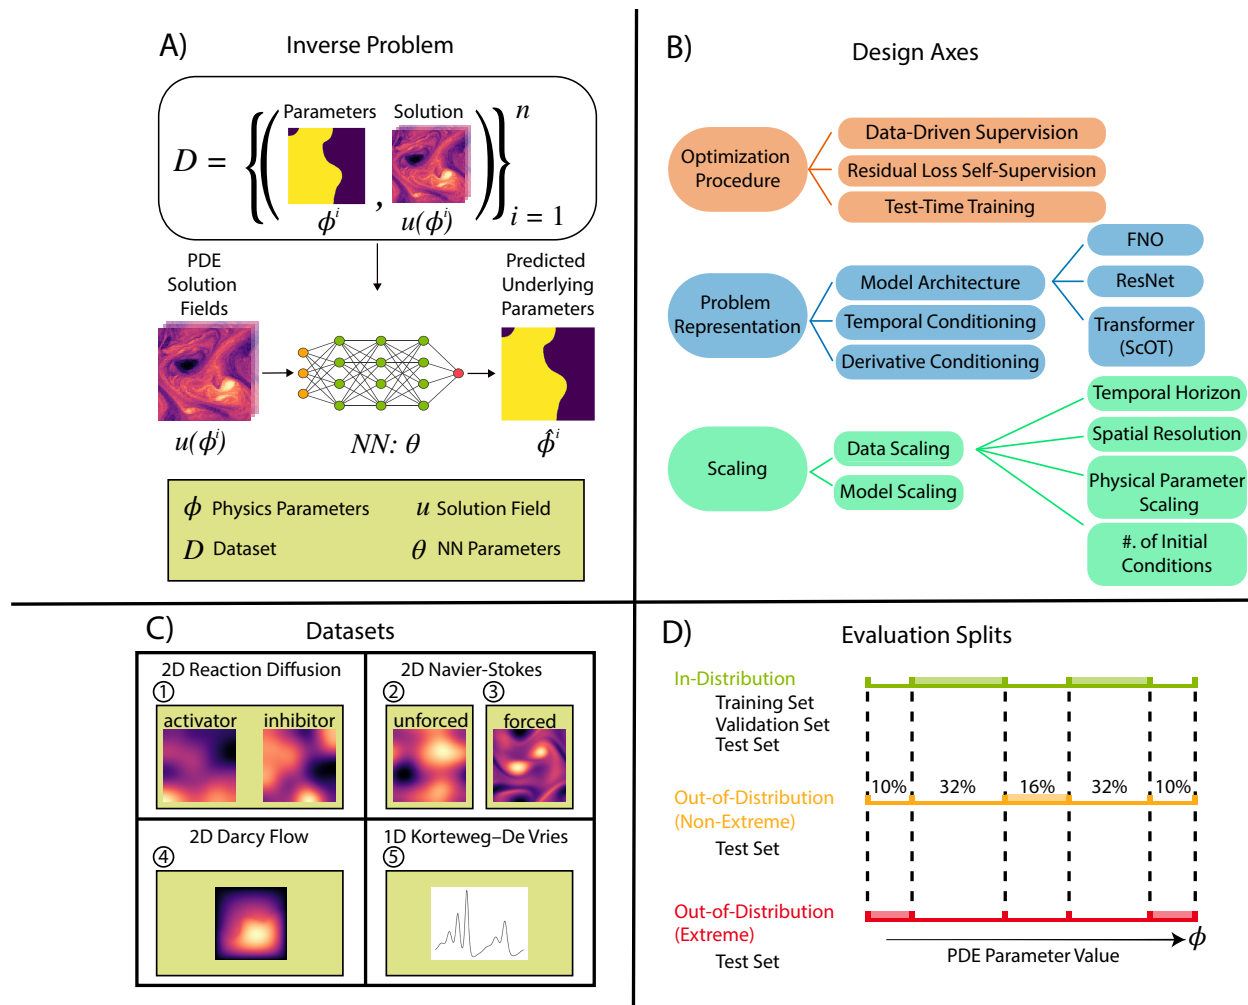 A)
Inverse Problem
Parameters
Solution
D = {( , )} n i = 1
ϕⁱ
u(ϕⁱ)
PDE
Solution
Fields
Predicted
Underlying
Parameters
u(ϕⁱ)
NN: θ
ϕ̂ⁱ
ϕ Physics Parameters
u Solution Field
D Dataset
θ NN Parameters
B)
Design Axes
Optimization
Procedure
Data-Driven Supervision
Residual Loss Self-Supervision
Test-Time Training
Problem
Representation
Model Architecture
Temporal Conditioning
Derivative Conditioning
FNO
ResNet
Transformer
(ScOT)
Scaling
Data Scaling
Model Scaling
Temporal Horizon
Spatial Resolution
Physical Parameter
Scaling
#. of Initial
Conditions
C)
Datasets
2D Reaction Diffusion
1
activator
inhibitor
2D Navier-Stokes
2
unforced
3
forced
2D Darcy Flow
4
1D Korteweg–De Vries
5
D)
Evaluation Splits
In-Distribution
Training Set
Validation Set
Test Set
10% 32% 16% 32% 10%
Out-of-Distribution
(Non-Extreme)
Test Set
Out-of-Distribution
(Extreme)
Test Set
ϕ
PDE Parameter Value